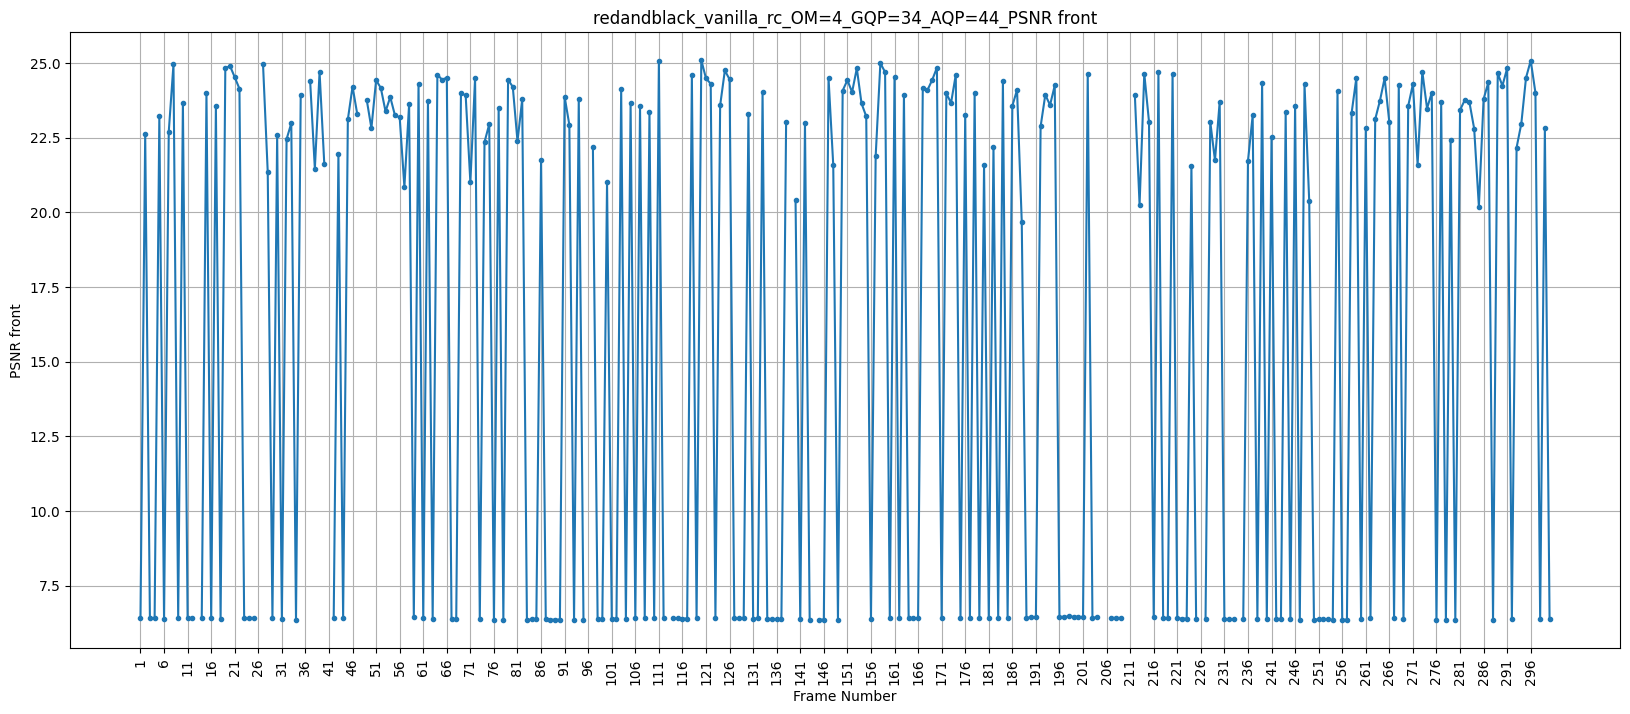 redandblack_vanilla_rc_OM=4_GQP=34_AQP=44_PSNR front
PSNR front
25.0
22.5
20.0
17.5
15.0
12.5
10.0
7.5
1 6 11 16 21 26 31 36 41 46 51 56 61 66 71 76 81 86 91 96 101 106 111 116 121 126 131 136 141 146 151 156 161 166 171 176 181 186 191 196 201 206 211 216 221 226 231 236 241 246 251 256 261 266 271 276 281 286 291 296
Frame Number